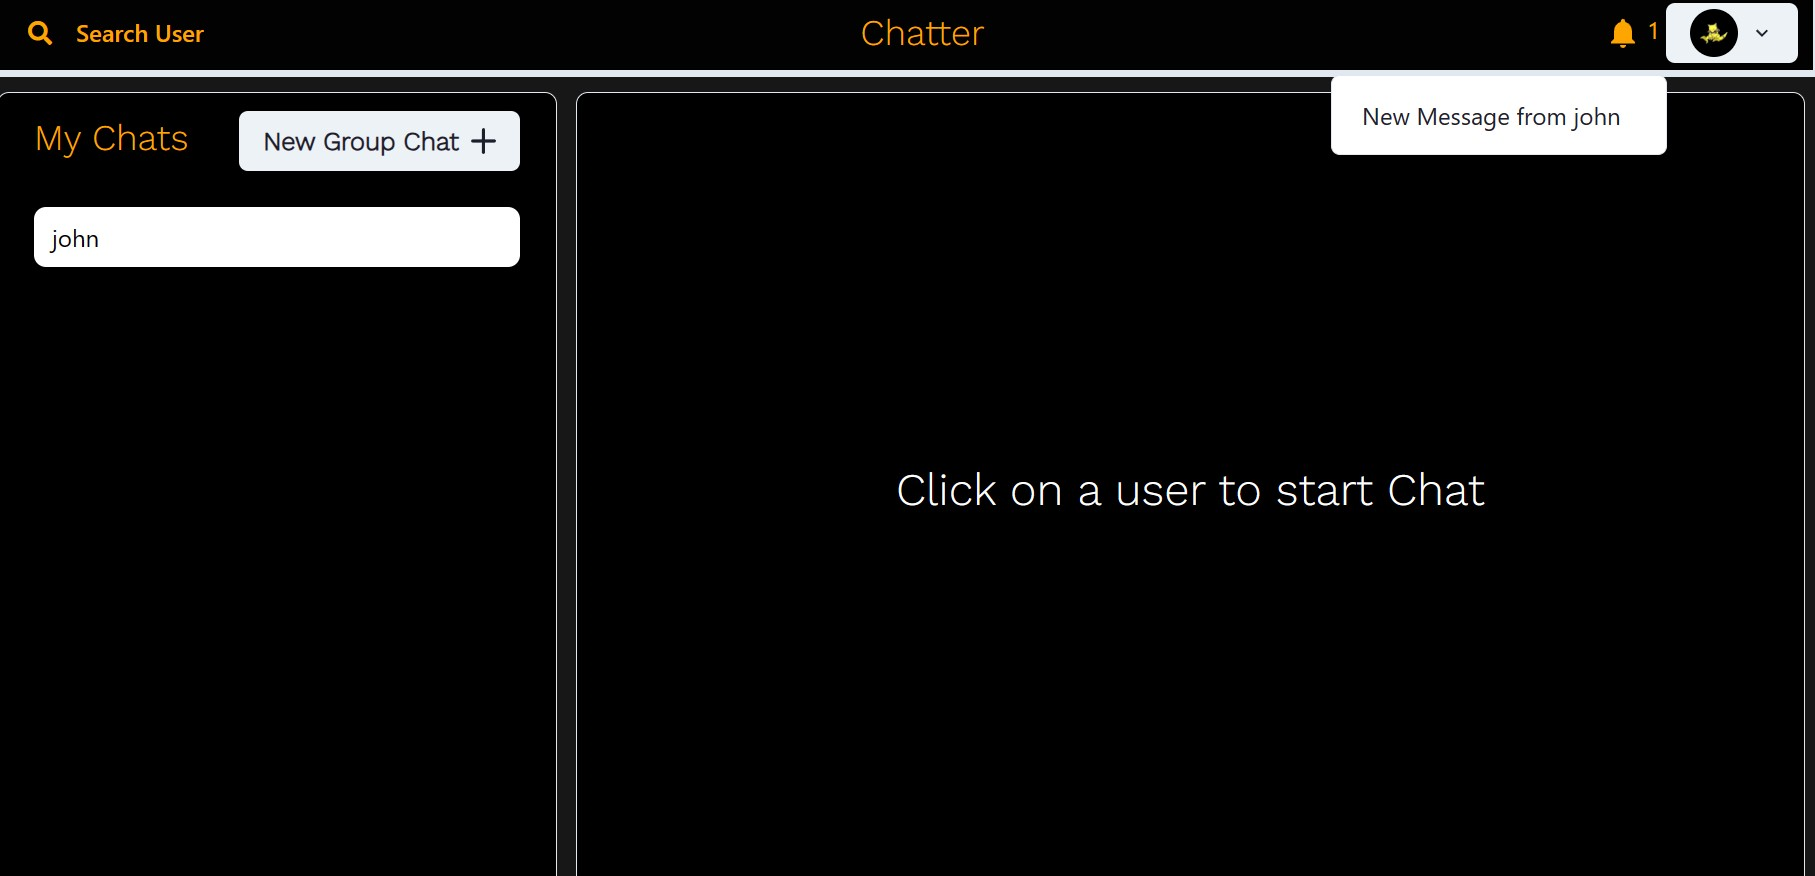 Search User
Chatter
1
New Message from john
My Chats
New Group Chat +
john
Click on a user to start Chat